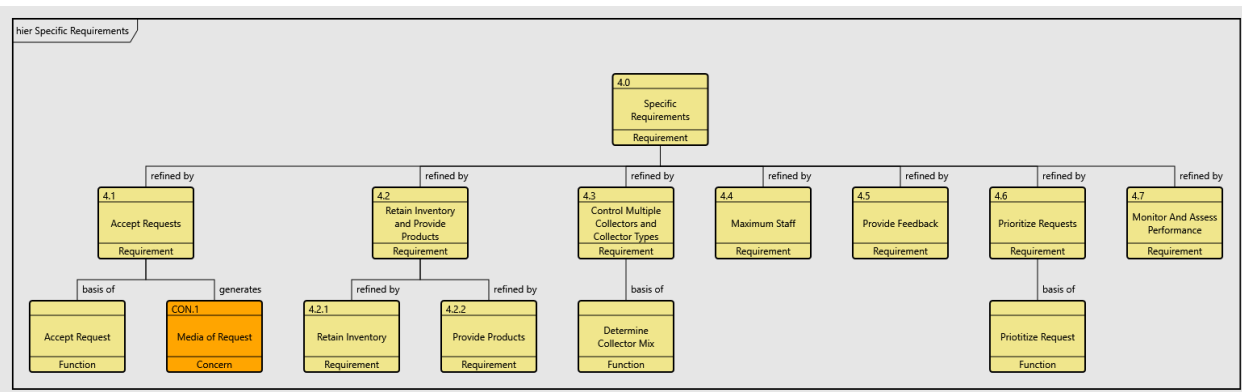 hier Specific Requirements
4.0
Specific
Requirements
Requirement
refined by
refined by
refined by
refined by
refined by
refined by
refined by
4.1
Accept Requests
Requirement
4.2
Retain Inventory
and Provide
Products
Requirement
4.3
Control Multiple
Collectors and
Collector Types
Requirement
4.4
Maximum Staff
Requirement
4.5
Provide Feedback
Requirement
4.6
Prioritize Requests
Requirement
4.7
Monitor And Assess
Performance
Requirement
basis of
generates
refined by
refined by
basis of
basis of
Accept Request
Function
CON.1
Media of Request
Concern
4.2.1
Retain Inventory
Requirement
4.2.2
Provide Products
Requirement
Determine
Collector Mix
Function
Priotitize Request
Function